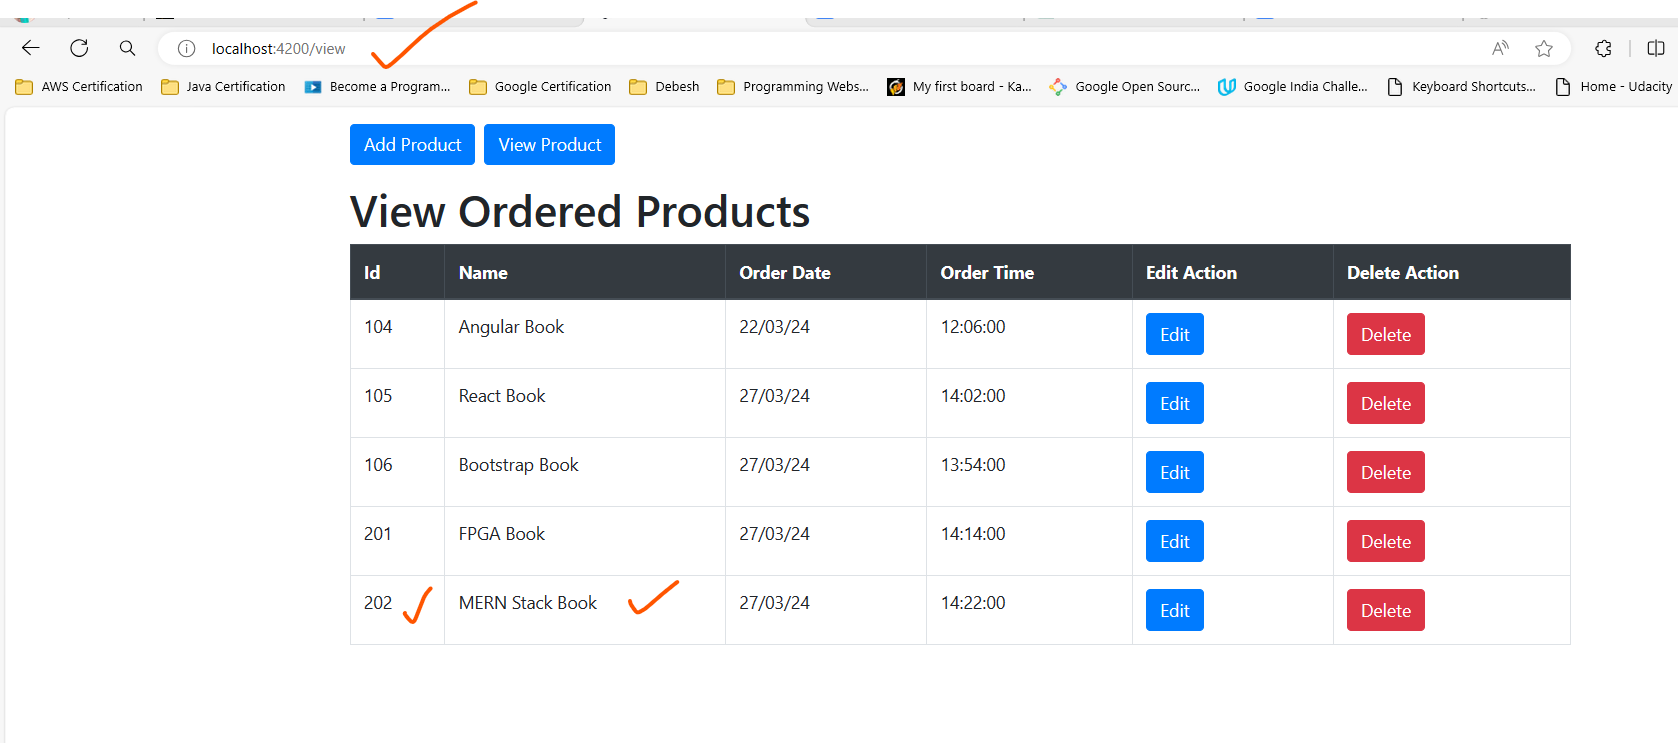 localhost:4200/view
AWS Certification Java Certification Become a Program... Google Certification Debesh Programming Webs... My first board - Ka... Google Open Sourc... Google India Challe... Keyboard Shortcuts... Home - Udacity
Add Product View Product
View Ordered Products
Id Name Order Date Order Time Edit Action Delete Action
104 Angular Book 22/03/24 12:06:00 Edit Delete
105 React Book 27/03/24 14:02:00 Edit Delete
106 Bootstrap Book 27/03/24 13:54:00 Edit Delete
201 FPGA Book 27/03/24 14:14:00 Edit Delete
202 MERN Stack Book 27/03/24 14:22:00 Edit Delete